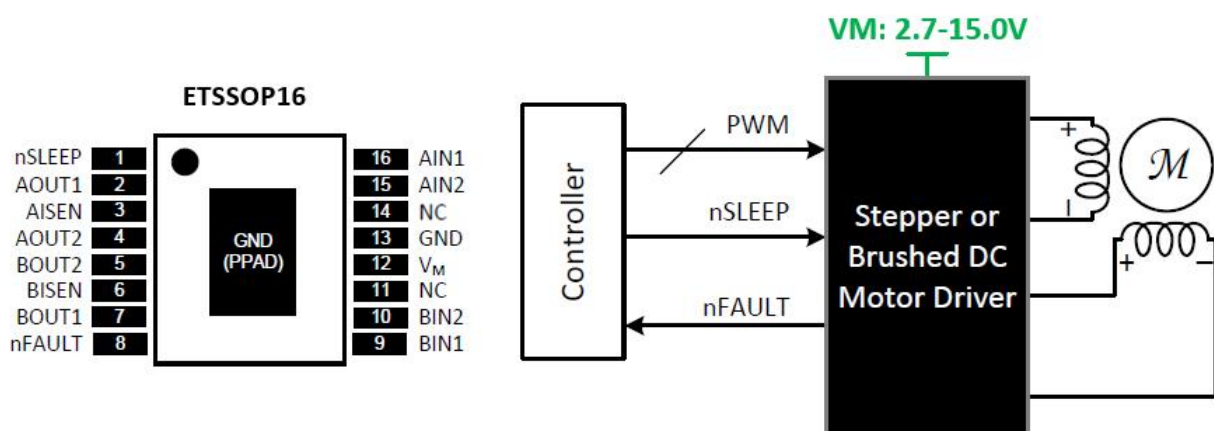 VM: 2.7-15.0V
ETSSOP16
nSLEEP 1
AOUT1 2
AISEN 3
AOUT2 4
BOUT2 5
BISEN 6
BOUT1 7
nFAULT 8
GND
(PPAD)
16 AIN1
15 AIN2
14 NC
13 GND
12 VM
11 NC
10 BIN2
9 BIN1
Controller
PWM
nSLEEP
nFAULT
Stepper or
Brushed DC
Motor Driver
+
−
M
+ −